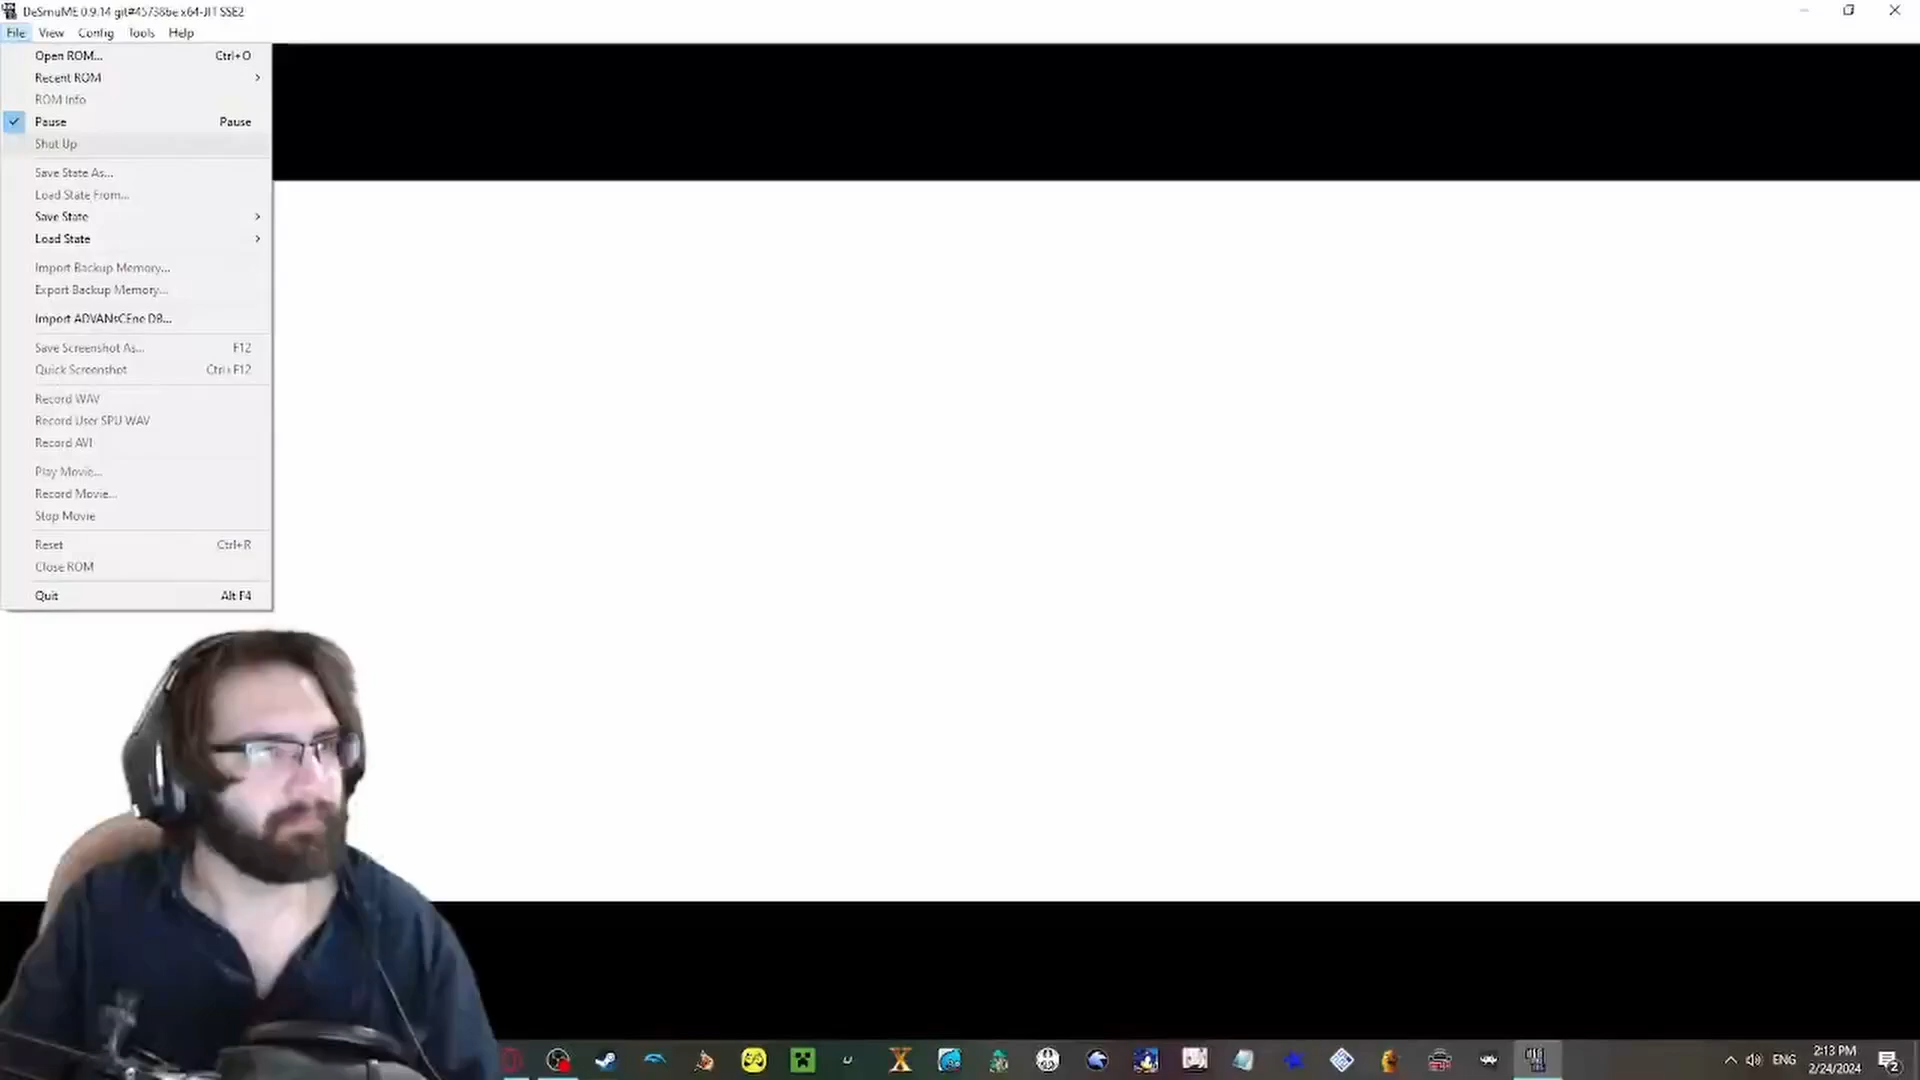 DeSmuME 0.9.14 git#45738be x64-JIT SSE2
File View Config Tools Help
Open ROM... Ctrl+O
Recent ROM
ROM Info
Pause Pause
Shut Up
Save State As...
Load State From...
Save State
Load State
Import Backup Memory...
Export Backup Memory...
Import ADVANsCEne DB...
Save Screenshot As... F12
Quick Screenshot Ctrl+F12
Record WAV
Record User SPU WAV
Record AVI
Play Movie...
Record Movie...
Stop Movie
Reset Ctrl+R
Close ROM
Quit Alt F4
ENG
2:13 PM
2/24/2024
2